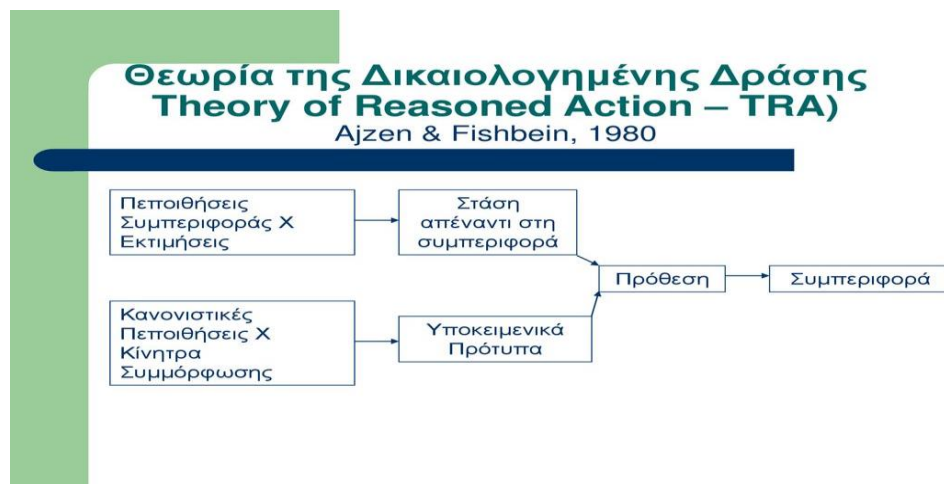 Θεωρία της Δικαιολογημένης Δράσης
Theory of Reasoned Action – TRA)
Ajzen & Fishbein, 1980
Πεποιθήσεις
Συμπεριφοράς Χ
Εκτιμήσεις
Στάση
απέναντι στη
συμπεριφορά
Πρόθεση
Συμπεριφορά
Κανονιστικές
Πεποιθήσεις Χ
Κίνητρα
Συμμόρφωσης
Υποκειμενικά
Πρότυπα